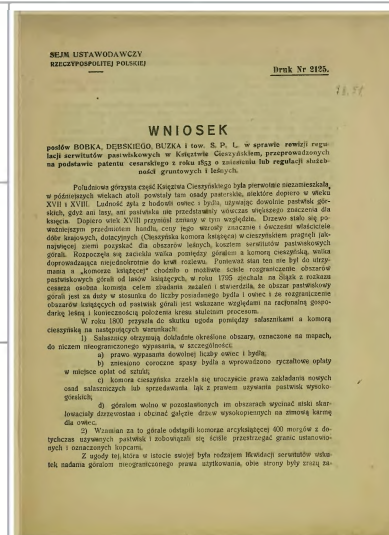 SEJM USTAWODAWCZY
RZECZYPOSPOLITEJ POLSKIEJ
Druk Nr 2125.
WNIOSEK
posłów BOBKA, DĘBSKIEGO, BUZKA i tow. S. P. L. w sprawie rewizji regu-
lacji serwitutów pastwiskowych w Księstwie Cieszyńskiem, przeprowadzonych
na podstawie patentu cesarskiego z roku 1853 o zniesieniu lub regulacji służeb-
ności gruntowych i leśnych.
Południowa górzysta część Księstwa Cieszyńskiego była pierwotnie niezamieszkała,
w późniejszych wiekach atoli powstały tam osady pasterskie, niektóre dopiero w wieku
XVII i XVIII. Ludność żyła z hodowli owiec i bydła, używając dowolnie pastwisk gór-
skich, gdyż ani lasy, ani pastwiska nie przedstawiały wówczas większego znaczenia dla
księcia. Dopiero wiek XVIII przyniósł zmiany w tym względzie. Drzewo stało się po-
ważniejszym przedmiotem handlu, ceny jego wzrosły znacznie i ówcześni właściciele
dóbr krajowych, dotacyjnych (Cieszyńska komora książęca) w cieszyńskiem pragnęli jak-
najwięcej ziemi pozyskać dla obszarów leśnych, kosztem serwitutów pastwiskowych
górali. Rozpoczęła się zaciekła walka pomiędzy góralami a komorą cieszyńską, walka
doprowadzająca niejednokrotnie do krwi rozlewu. Ponieważ stan ten nie był do utrzy-
mania a „komorze książęcej" chodziło o możliwie ścisłe rozgraniczenie obszarów
pastwiskowych górali od lasów książęcych, w roku 1795 zjechała na Śląsk z rozkazu
cesarza osobna komisja celem zbadania zażaleń i stwierdziła, że obszar pastwiskowy
górali jest za duży w stosunku do liczby posiadanego bydła i owiec i że rozgraniczenie
obszarów książęcych od pastwisk górali jest wskazane względami na racjonalną gospo-
darkę leśną i koniecznością położenia kresu stuletnim procesom.
W roku 1800 przyszła do skutku ugoda pomiędzy sałasznikami a komorą
cieszyńską na następujących warunkach:
1) Sałasznicy otrzymują dokładnie określone obszary, oznaczone na mapach,
do niczem nieograniczonego wypasania, w szczególności:
a) prawo wypasania dowolnej liczby owiec i bydła;
b) zniesiono coroczne spasy bydła a wprowadzono ryczałtowe opłaty
w miejsce opłat od sztuki;
c) komora cieszyńska zrzekła się uroczyście prawa zakładania nowych
osad sałaszniczych lub sprzedawania łąk z prawem używania pastwisk wysoko-
górskich;
d) góralom wolno w pozostawionych im obszarach wycinać niski skar-
łowaciały drzewostan i obcinać gałęzie drzew wysokopiennych na zimową karmę
dla owiec.
2) Wzamian za to górale odstąpili komorze arcyksiążęcej 400 morgów z do-
tychczas używanych pastwisk i zobowiązali się ściśle przestrzegać granic ustanowio-
nych i oznaczonych kopcami.
Z ugody tej, która w istocie swojej była rodzajem likwidacji serwitutów wsku-
tek nadania góralom nieograniczonego prawa użytkowania, obie strony były zrazu za-